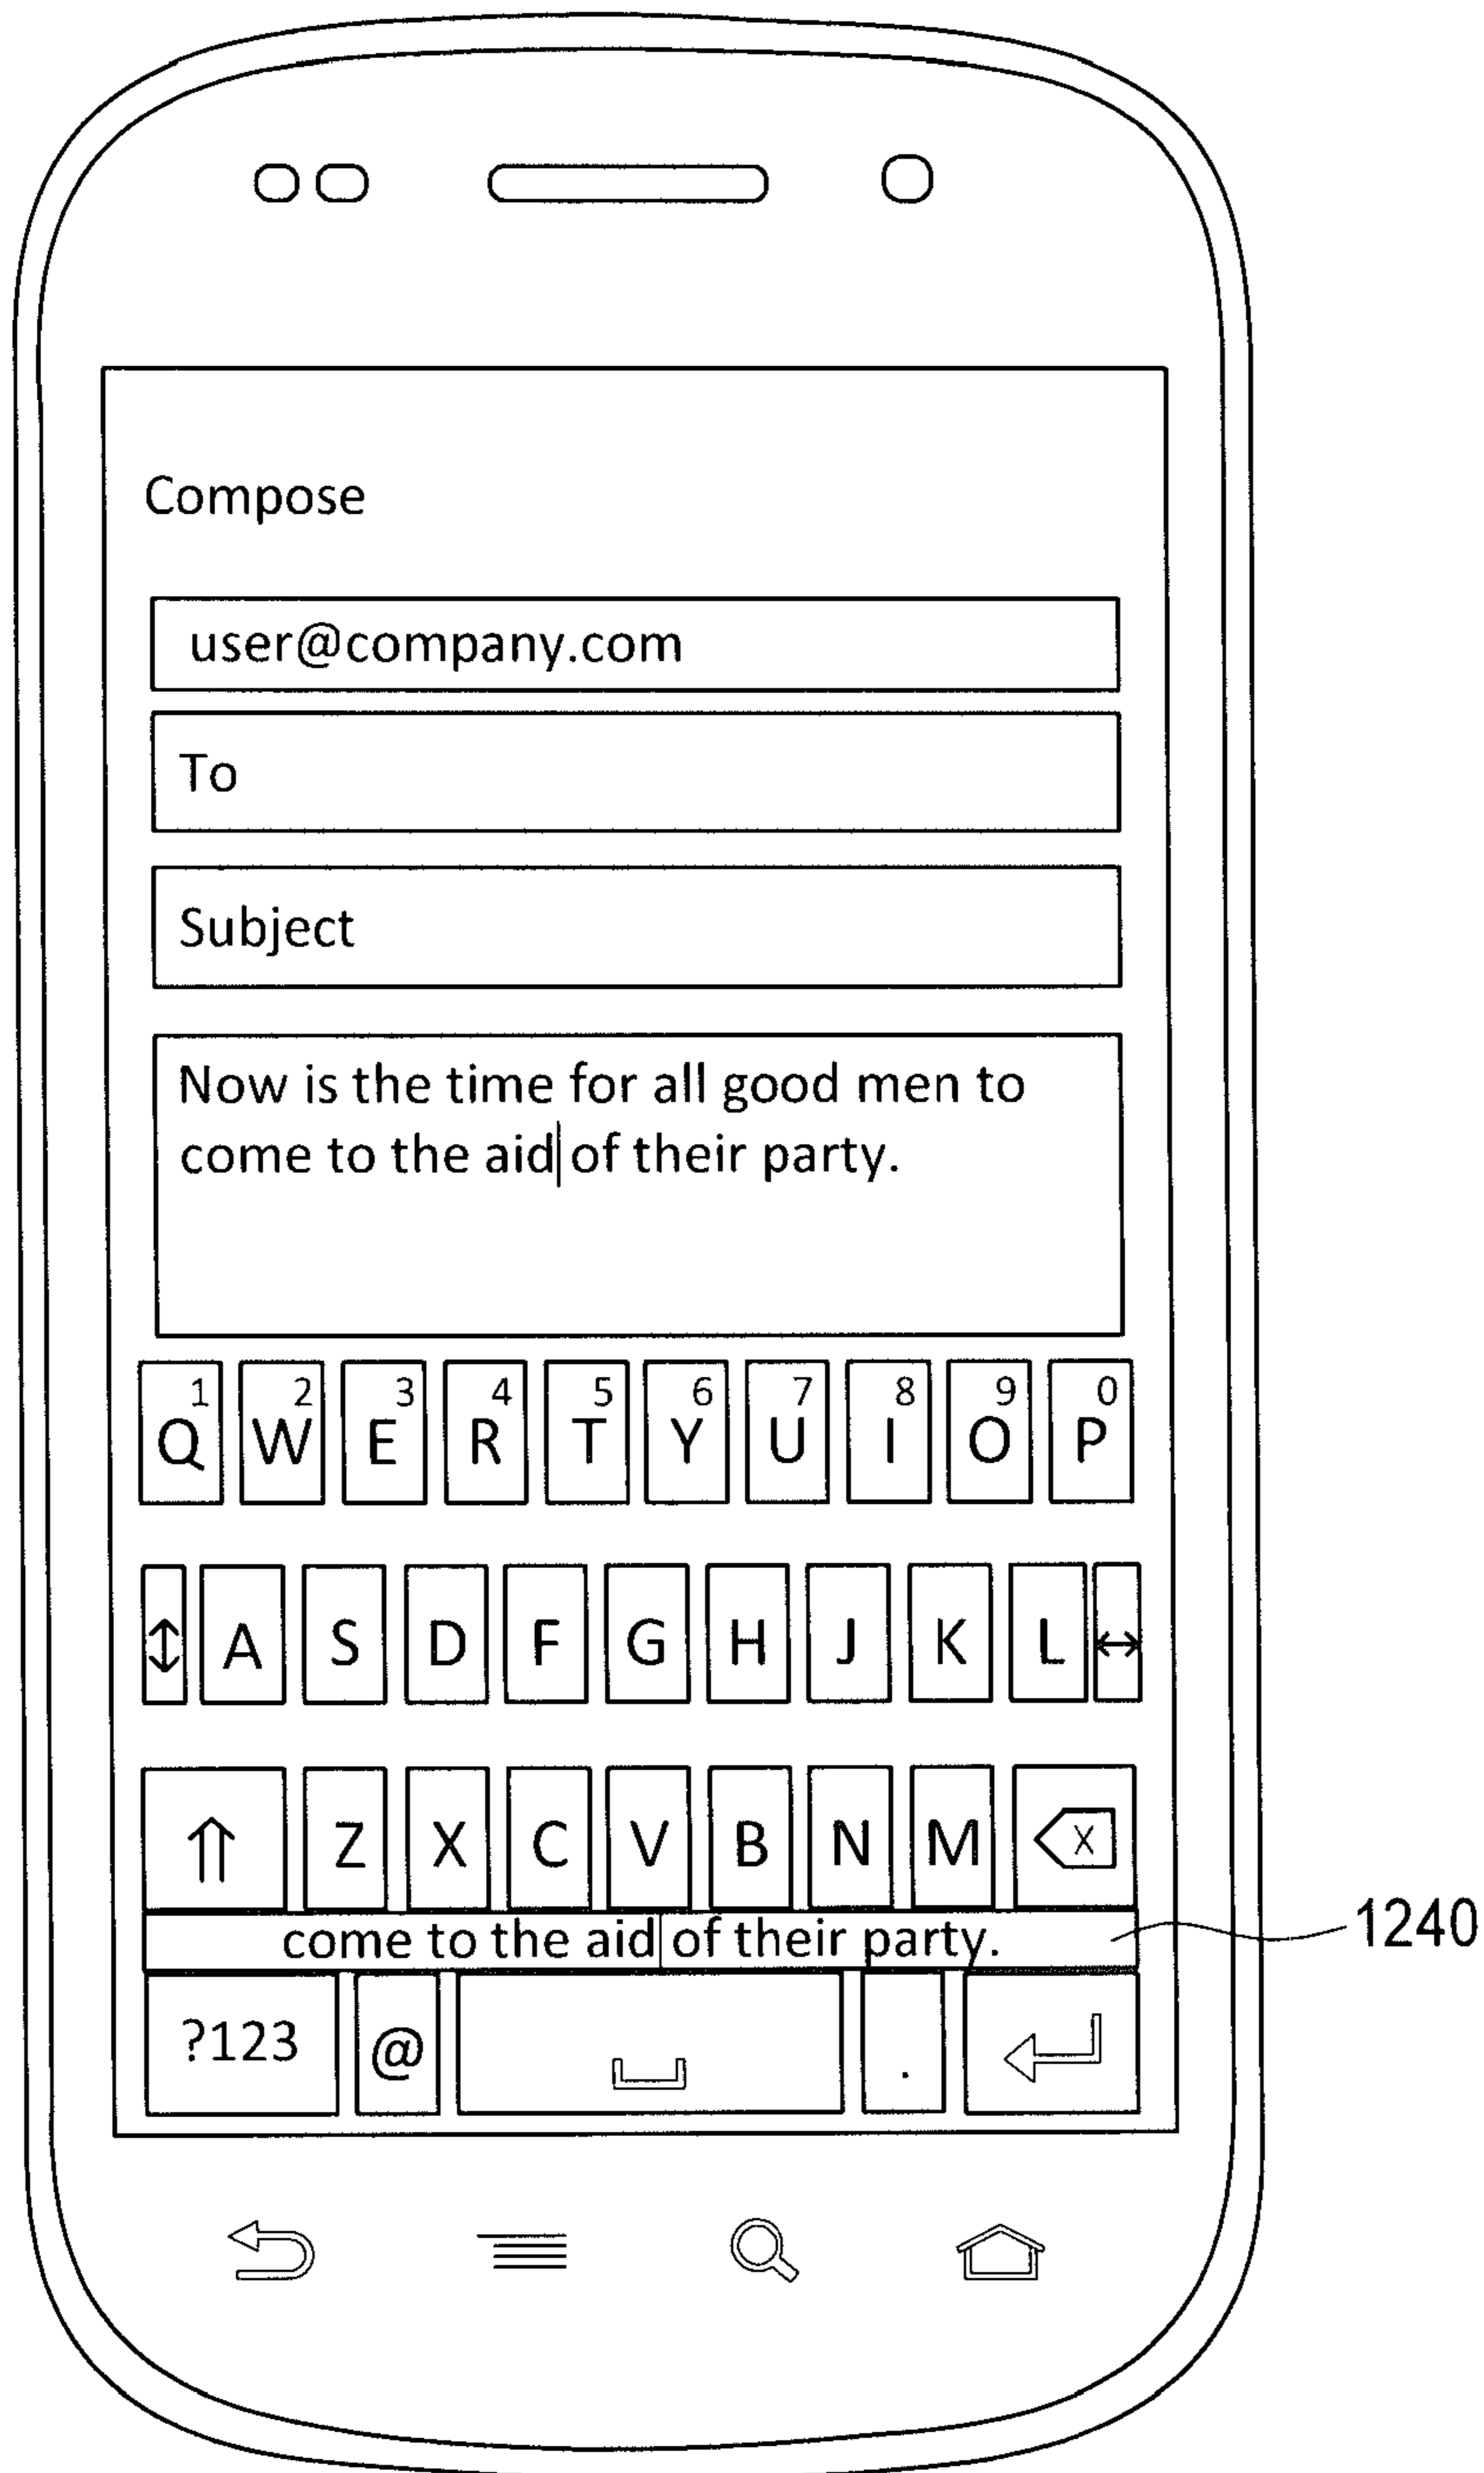 Compose
user@company.com
To
Subject
Now is the time for all good men to
come to the aid of their party.
1 2 3 4 5 6 7 8 9 0
Q W E R T Y U I O P
A S D F G H J K L
Z X C V B N M X
come to the aid of their party.
1240
?123 @ .